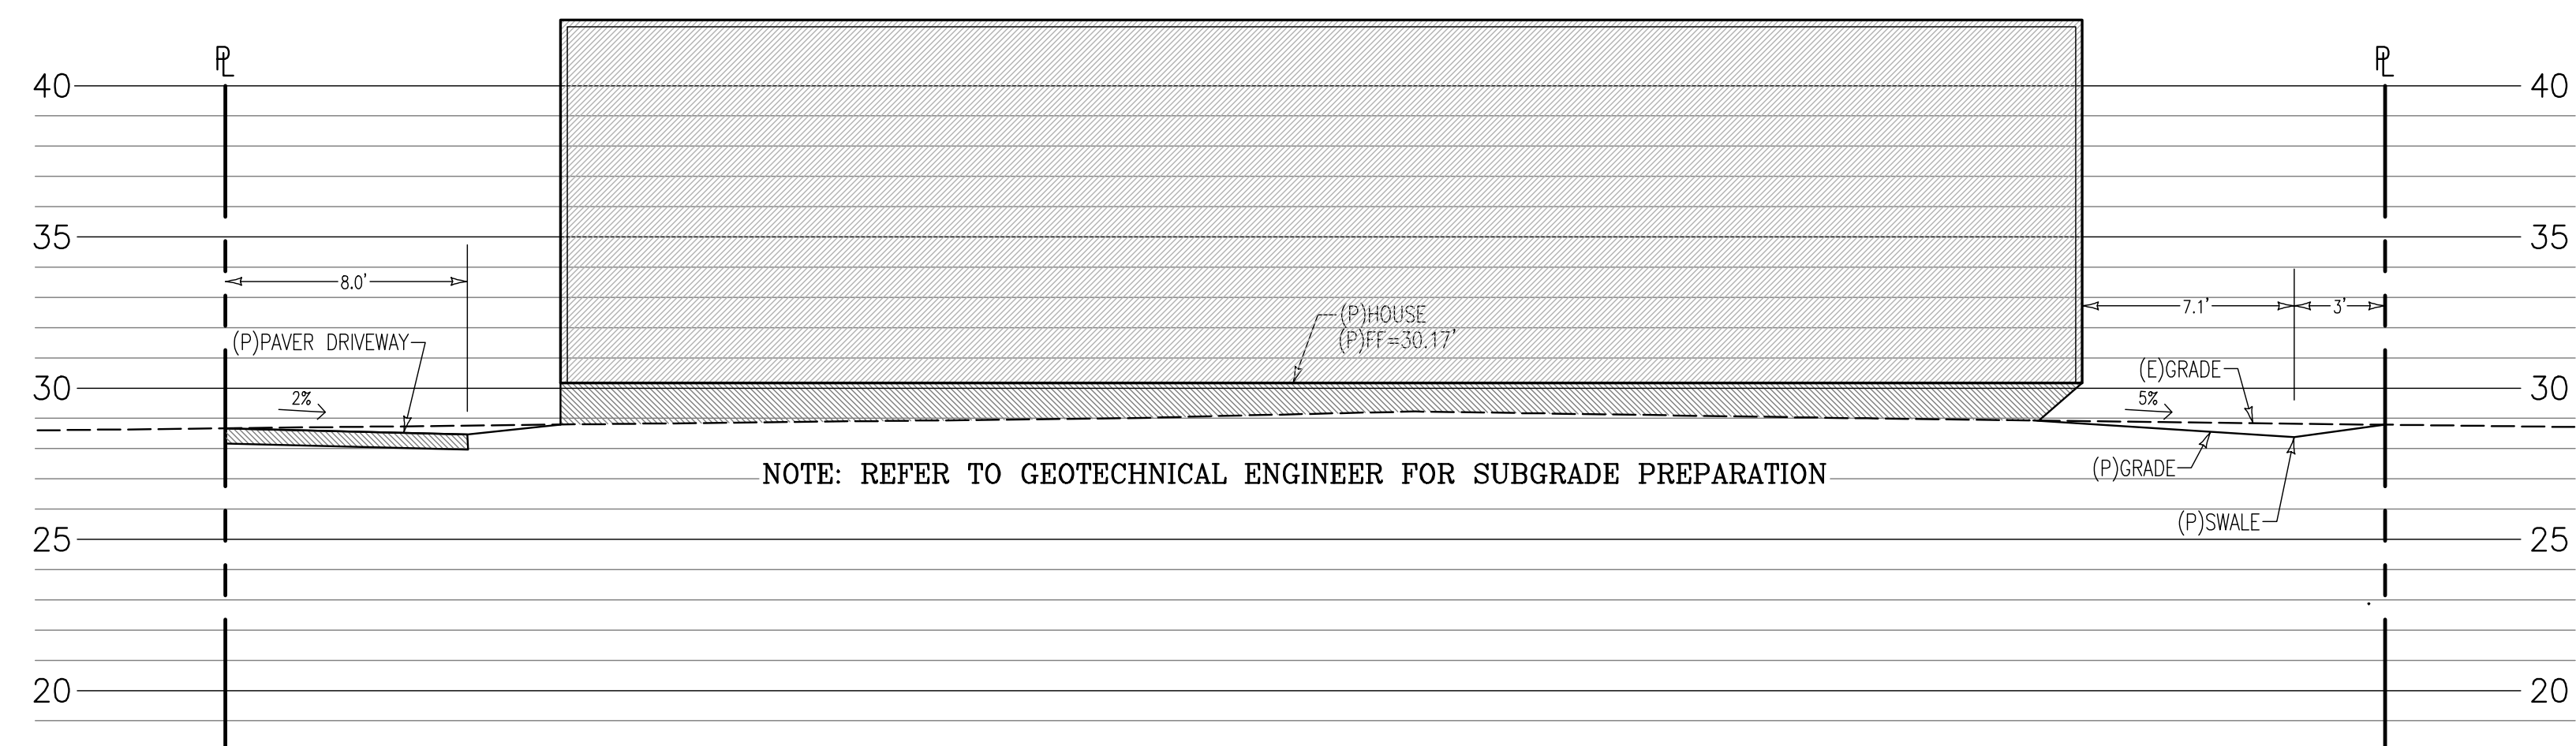 PL
PL
40
40
35
35
8.0'
7.1'
3'
(P)HOUSE
(P)FF=30.17'
(P)PAVER DRIVEWAY
(E)GRADE
30
30
2%
5%
(P)GRADE
NOTE: REFER TO GEOTECHNICAL ENGINEER FOR SUBGRADE PREPARATION
(P)SWALE
25
25
20
20